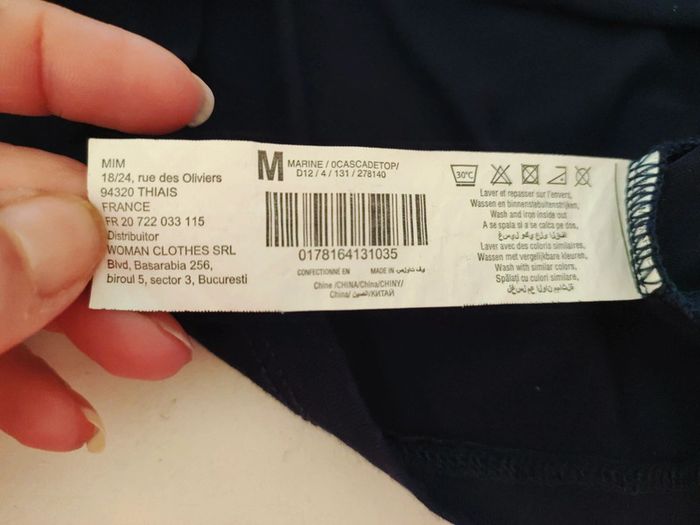 MIM
18/24, rue des Oliviers
94320 THIAIS
FRANCE
FR 20 722 033 115
Distribuitor
WOMAN CLOTHES SRL
Blvd, Basarabia 256,
biroul 5, sector 3, Bucuresti
M
MARINE / 0CASCADETOP/
D12 / 4 / 131 / 278140
0178164131035
CONFECTIONNÉ EN MADE IN
Chine /CHINA/China/CHINY/
China/ الصين/КИТАЙ
30°C
Laver et repasser sur l'envers,
Wassen en binnenstebuitenstrijken,
Wash and iron inside out
A se spala si a se calca pe dos,
Laver avec des coloris similaires,
Wassen met vergelijkbare kleuren,
Wash with similar colors,
Spălați cu culori similare,